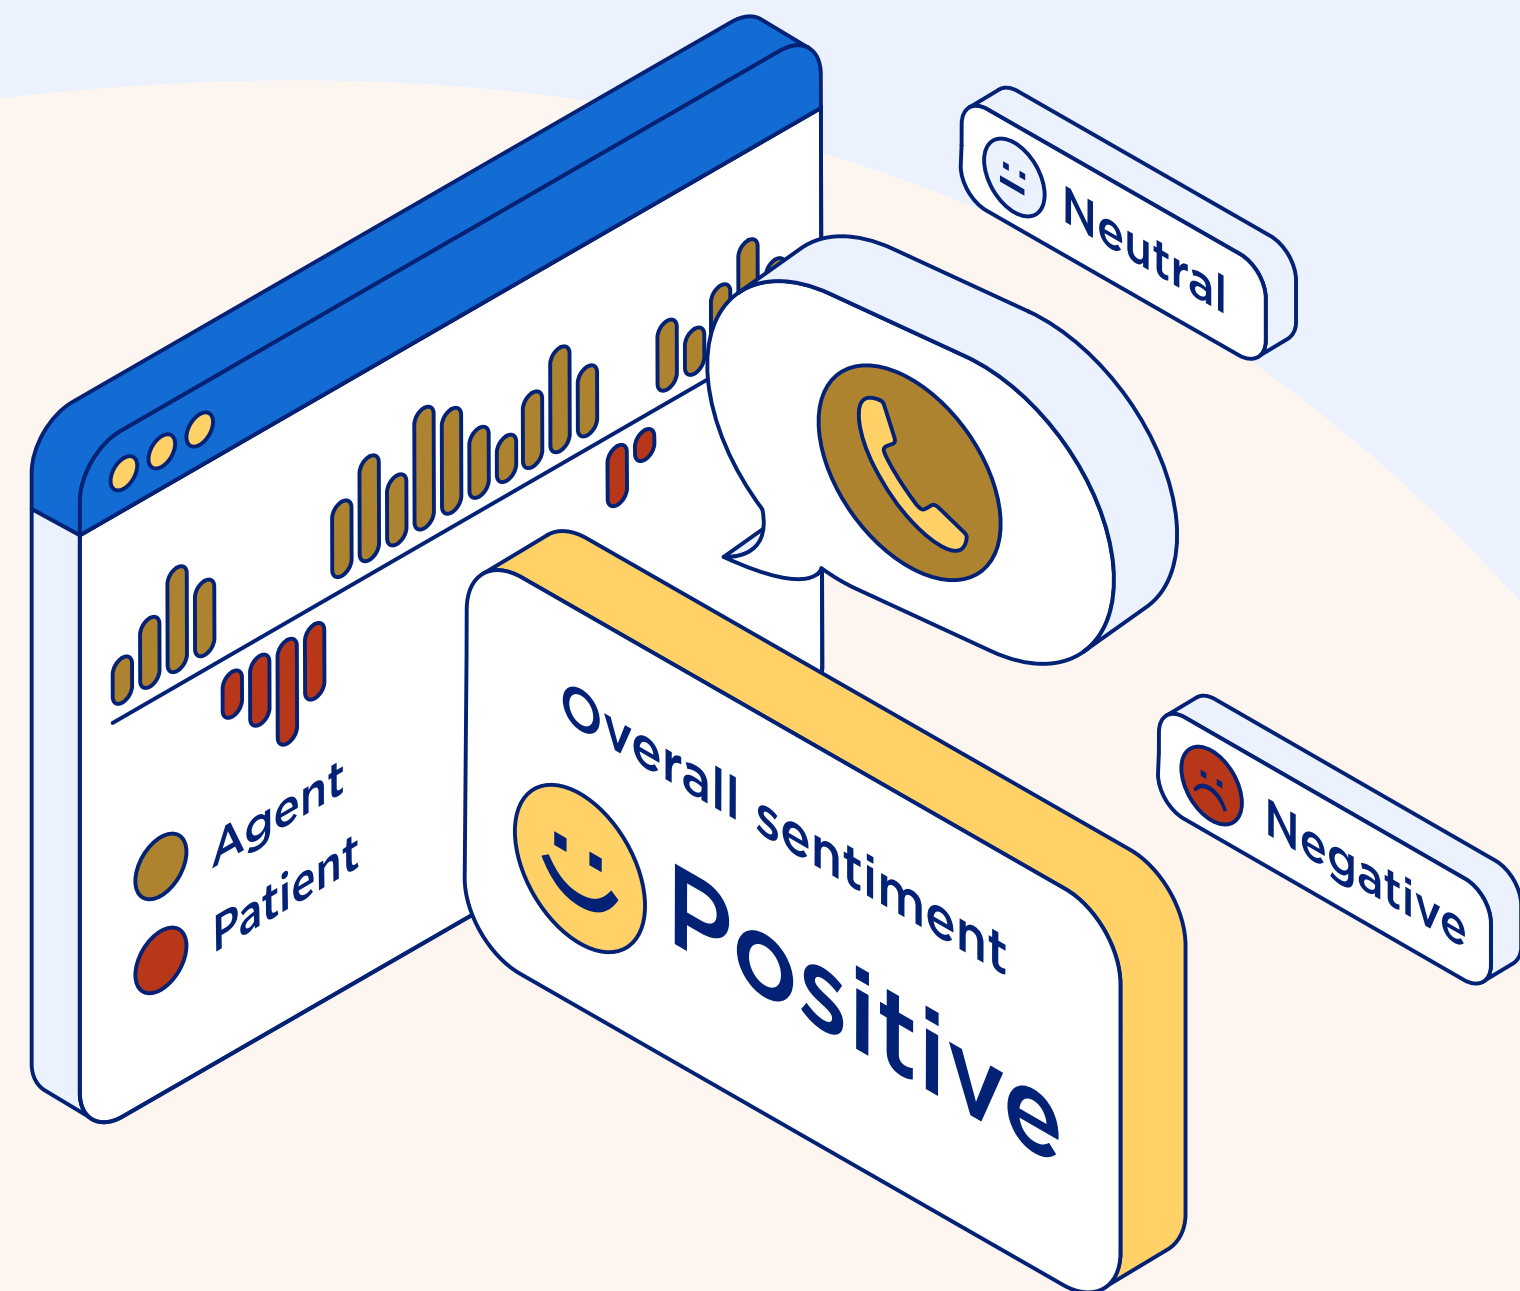 Neutral
Agent
Patient
Overall sentiment
Positive
Negative